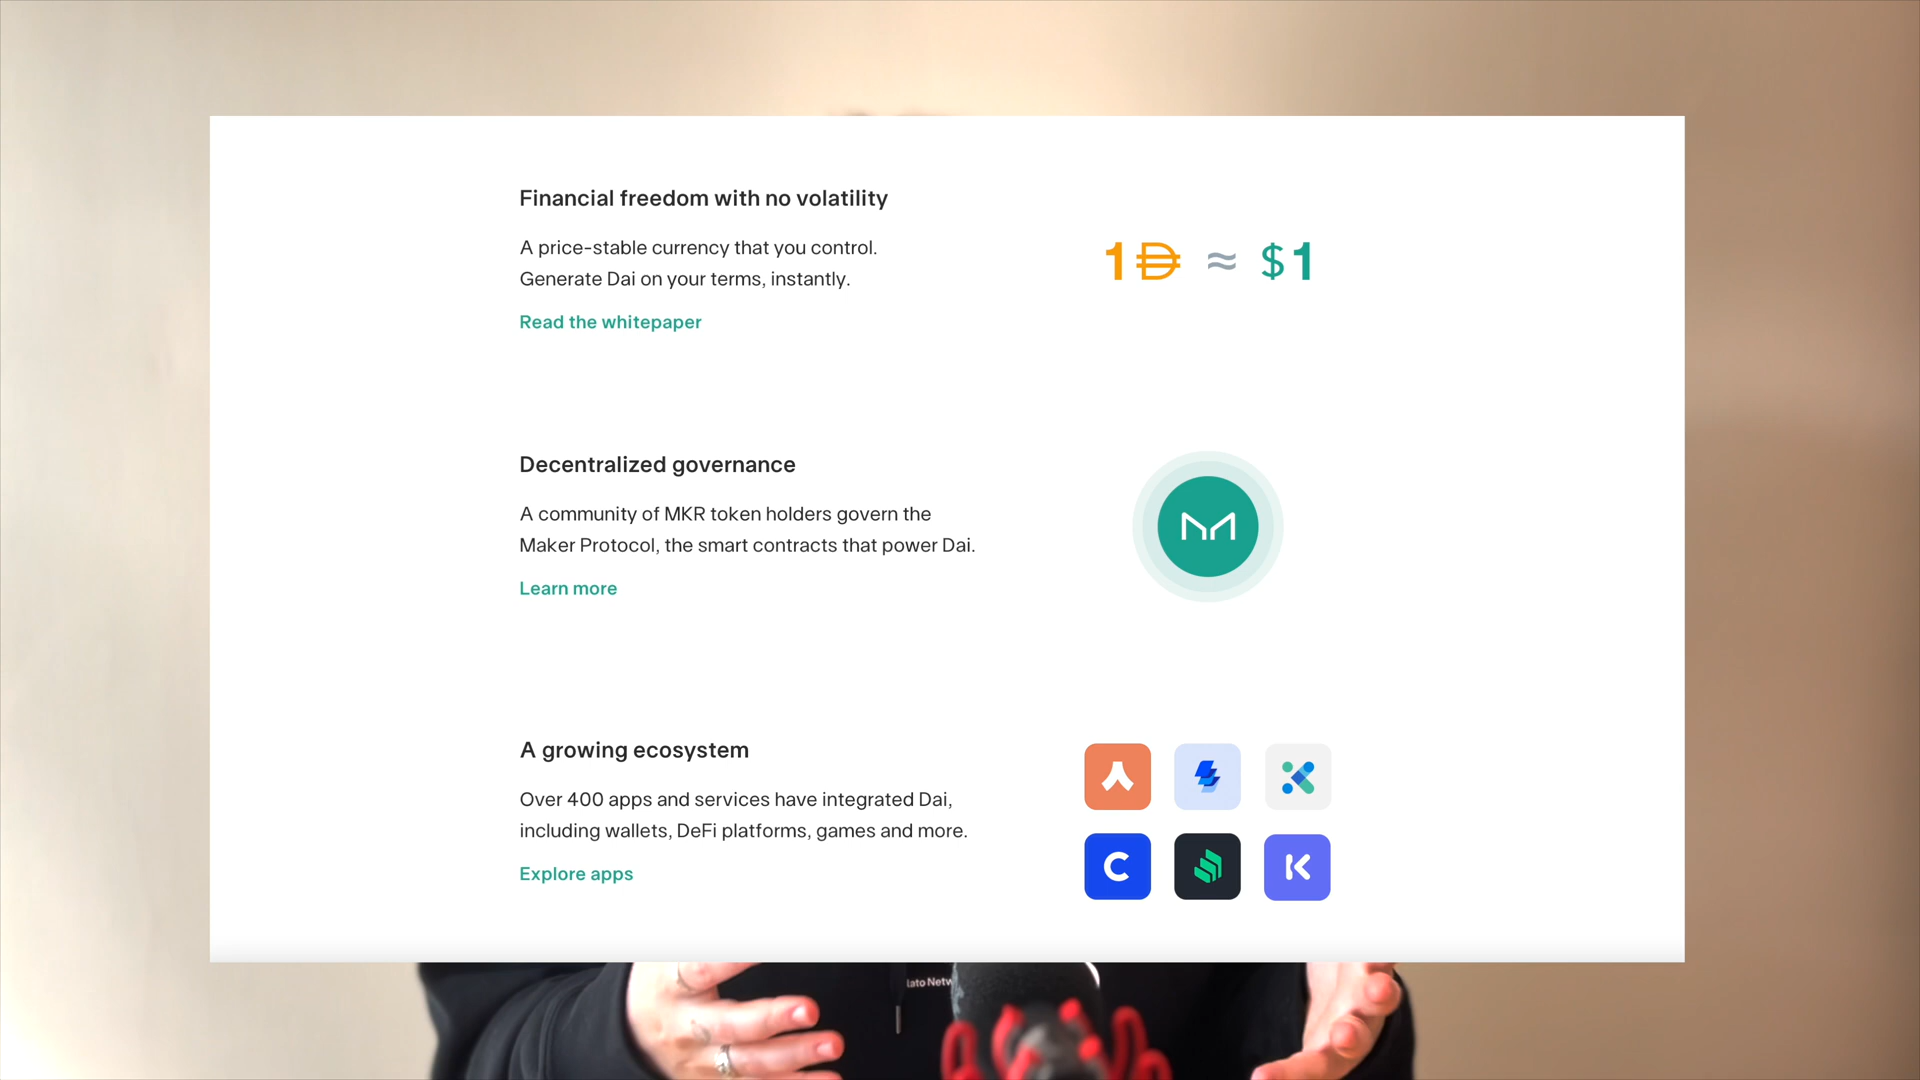 Financial freedom with no volatility
A price-stable currency that you control.
Generate Dai on your terms, instantly.
Read the whitepaper
1 ≈ $1
Decentralized governance
A community of MKR token holders govern the
Maker Protocol, the smart contracts that power Dai.
Learn more
A growing ecosystem
Over 400 apps and services have integrated Dai,
including wallets, DeFi platforms, games and more.
Explore apps
C
K
lato Netw